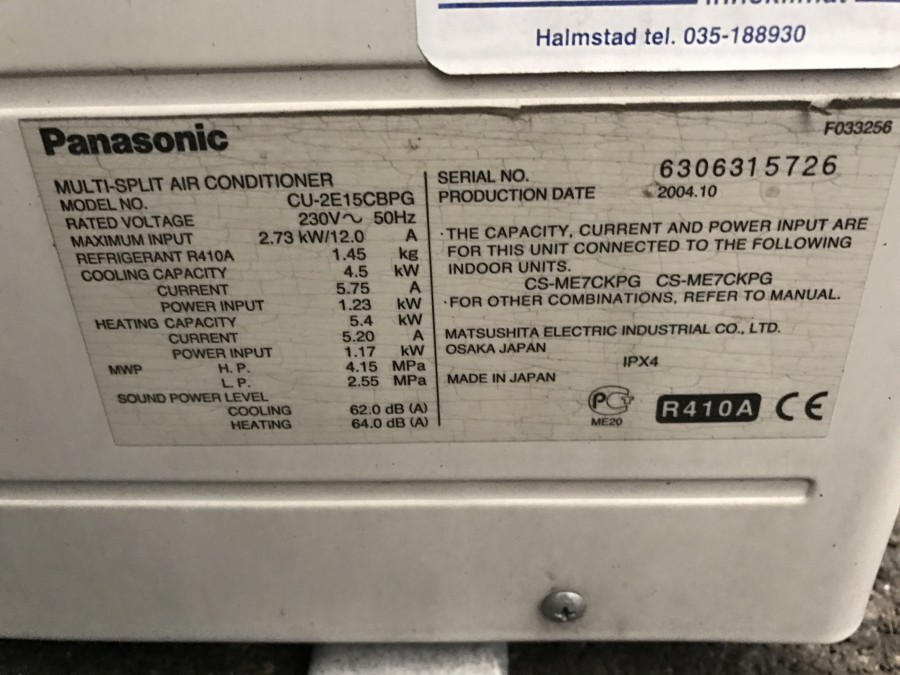 Halmstad tel. 035-188930
F033256
Panasonic
MULTI-SPLIT AIR CONDITIONER
MODEL NO. CU-2E15CBPG
RATED VOLTAGE 230V∿ 50Hz
MAXIMUM INPUT 2.73 kW/12.0 A
REFRIGERANT R410A 1.45 kg
COOLING CAPACITY 4.5 kW
CURRENT 5.75 A
POWER INPUT 1.23 kW
HEATING CAPACITY 5.4 kW
CURRENT 5.20 A
POWER INPUT 1.17 kW
MWP H. P. 4.15 MPa
L. P. 2.55 MPa
SOUND POWER LEVEL
COOLING 62.0 dB (A)
HEATING 64.0 dB (A)
SERIAL NO. 6306315726
PRODUCTION DATE 2004.10
·THE CAPACITY, CURRENT AND POWER INPUT ARE
FOR THIS UNIT CONNECTED TO THE FOLLOWING
INDOOR UNITS.
CS-ME7CKPG CS-ME7CKPG
·FOR OTHER COMBINATIONS, REFER TO MANUAL.
MATSUSHITA ELECTRIC INDUSTRIAL CO., LTD.
OSAKA JAPAN
IPX4
MADE IN JAPAN
ME20
R410A CE